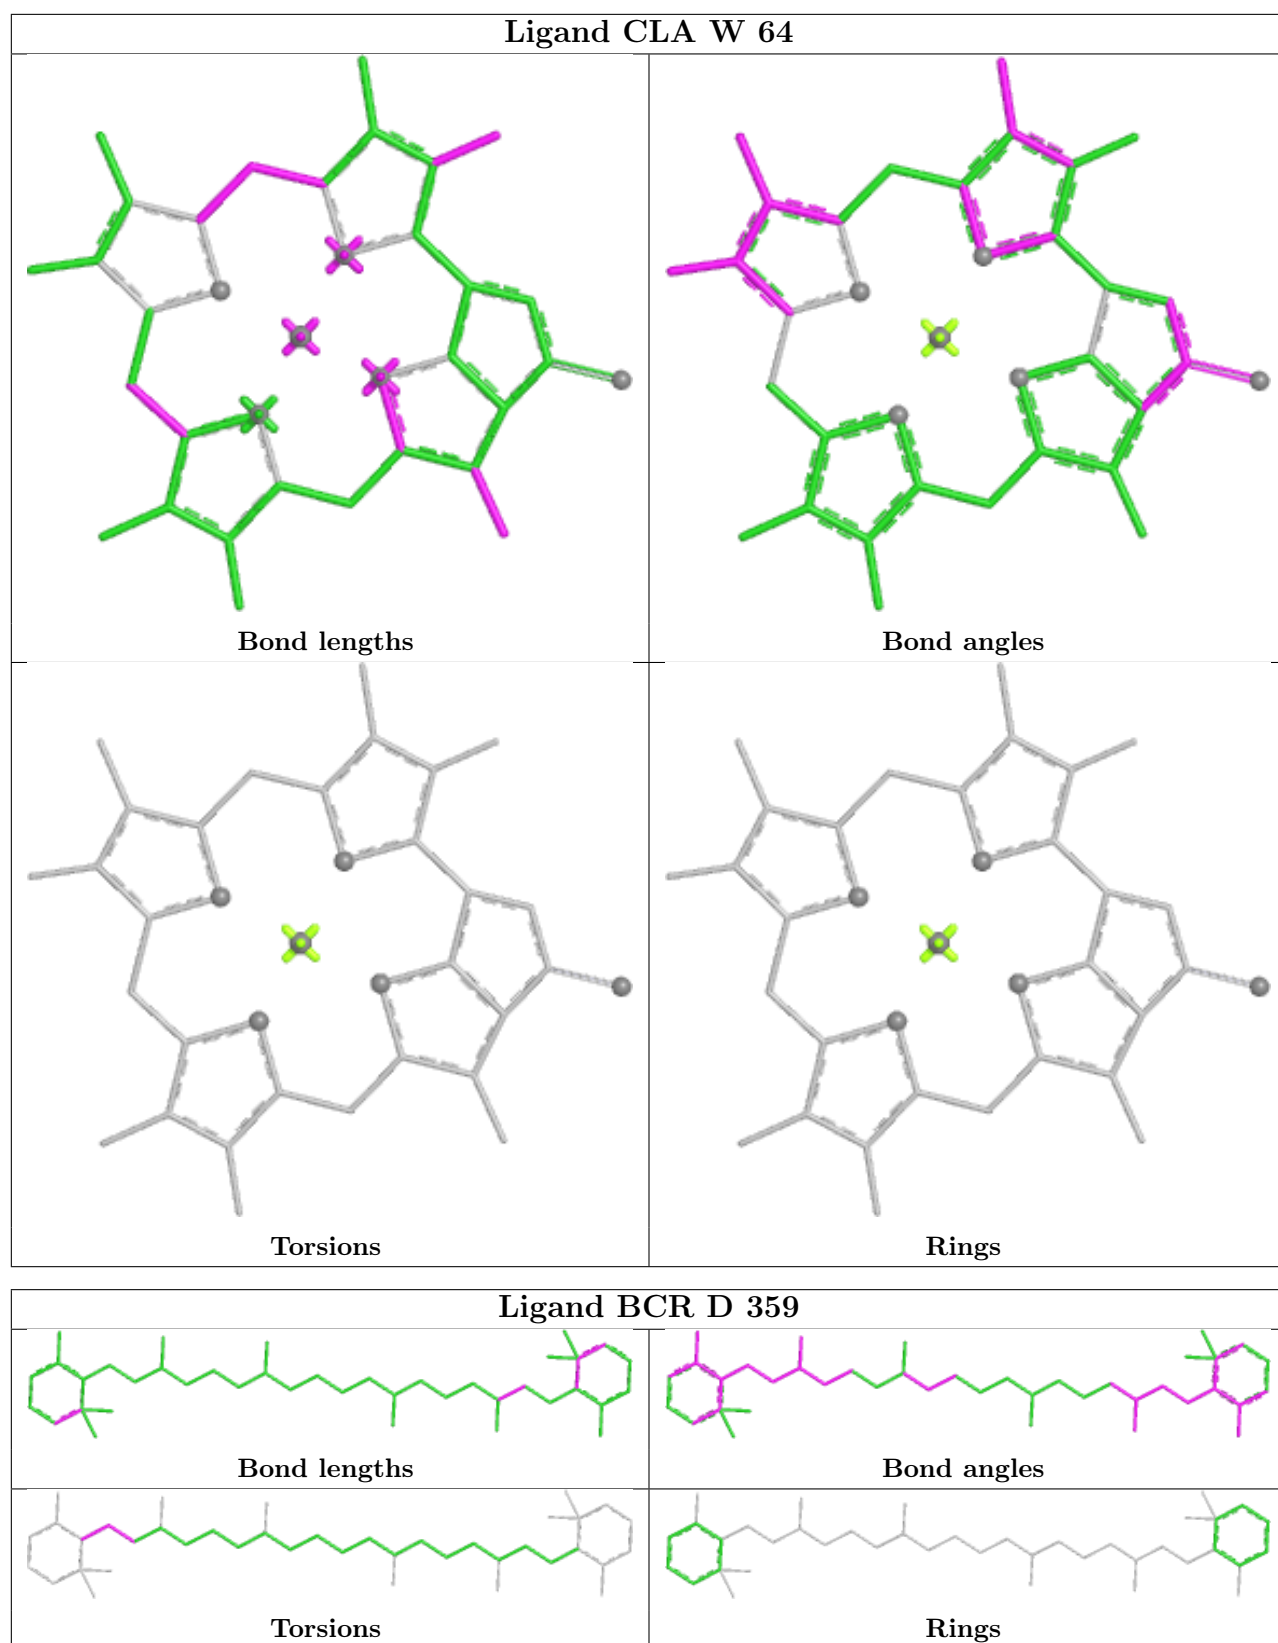 Ligand CLA W 64
Bond lengths
Bond angles
Torsions
Rings
Ligand BCR D 359
Bond lengths
Bond angles
Torsions
Rings